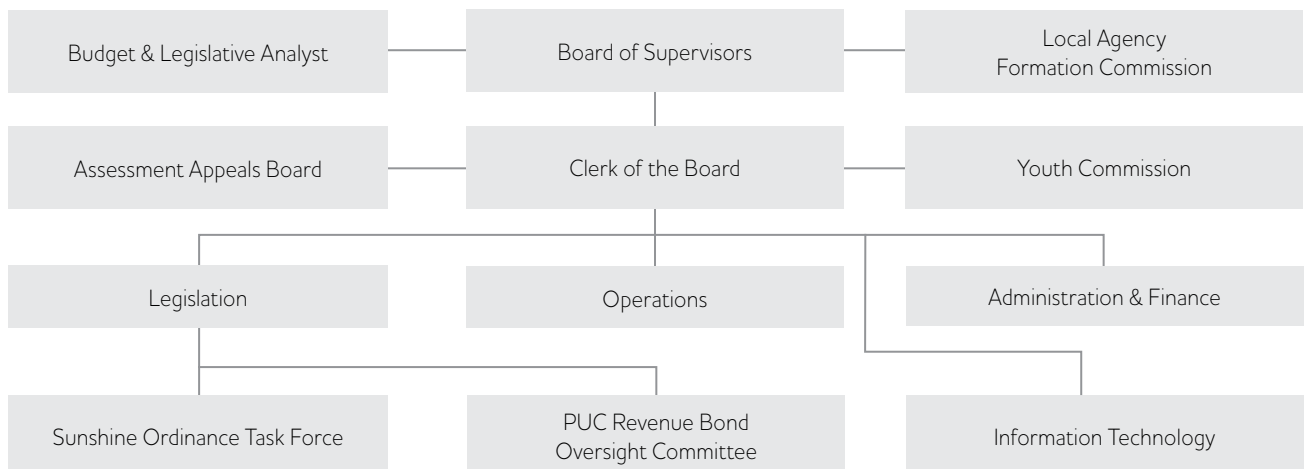 Budget & Legislative Analyst
Board of Supervisors
Local Agency
Formation Commission
Assessment Appeals Board
Clerk of the Board
Youth Commission
Legislation
Operations
Administration & Finance
Sunshine Ordinance Task Force
PUC Revenue Bond
Oversight Committee
Information Technology